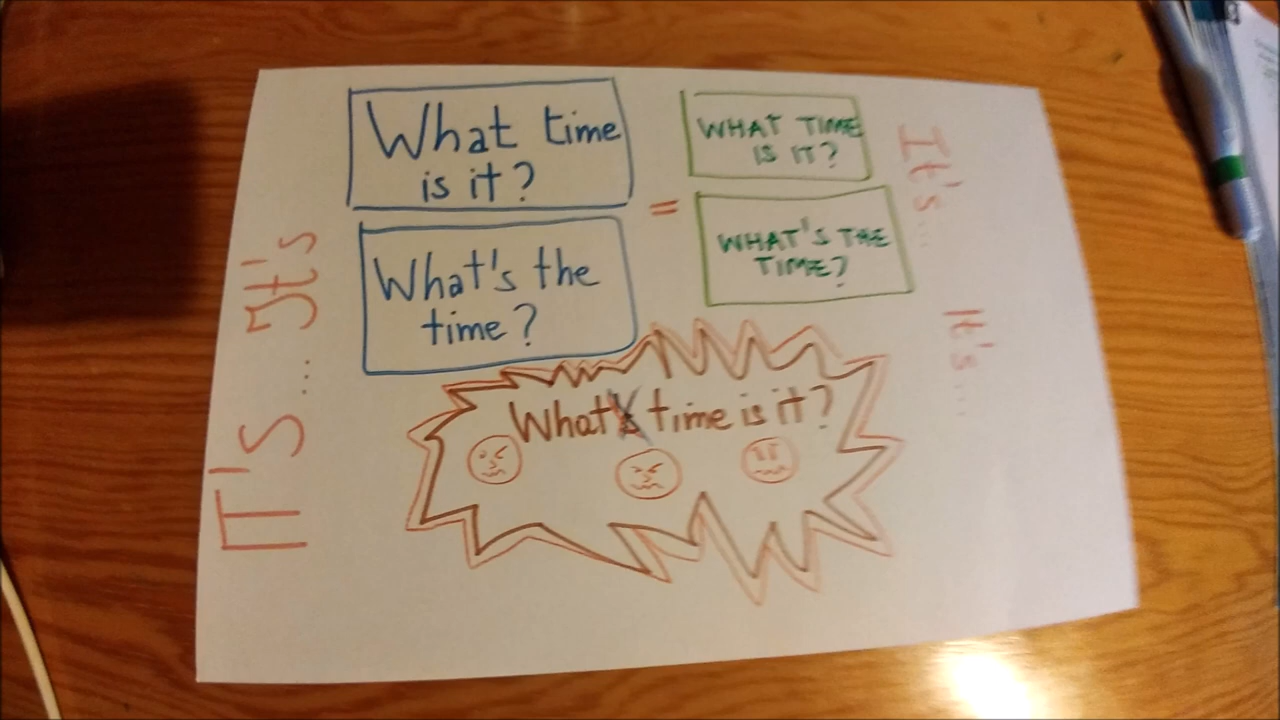 What time
is it?
What's the
time?
=
WHAT TIME
IS IT?
WHAT'S THE
TIME?
What's time is it?
IT's... It's
It's...
It's...